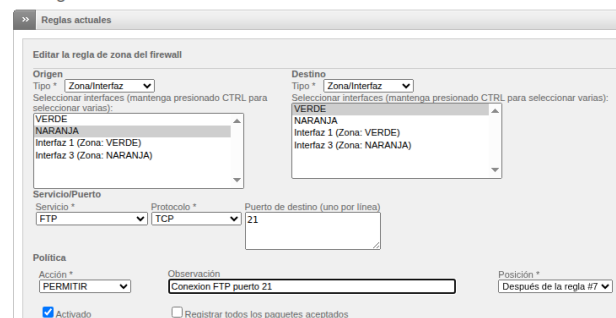 >> Reglas actuales
Editar la regla de zona del firewall
Origen
Destino
Tipo * Zona/Interfaz
Tipo * Zona/Interfaz
Seleccionar interfaces (mantenga presionado CTRL para
seleccionar varias):
Seleccionar interfaces (mantenga presionado CTRL para seleccionar varias):
VERDE
NARANJA
Interfaz 1 (Zona: VERDE)
Interfaz 3 (Zona: NARANJA)
VERDE
NARANJA
Interfaz 1 (Zona: VERDE)
Interfaz 3 (Zona: NARANJA)
Servicio/Puerto
Servicio * Protocolo * Puerto de destino (uno por línea)
FTP TCP 21
Política
Acción * Observación Posición *
PERMITIR Conexion FTP puerto 21 Después de la regla #7
Activado Registrar todos los paquetes aceptados